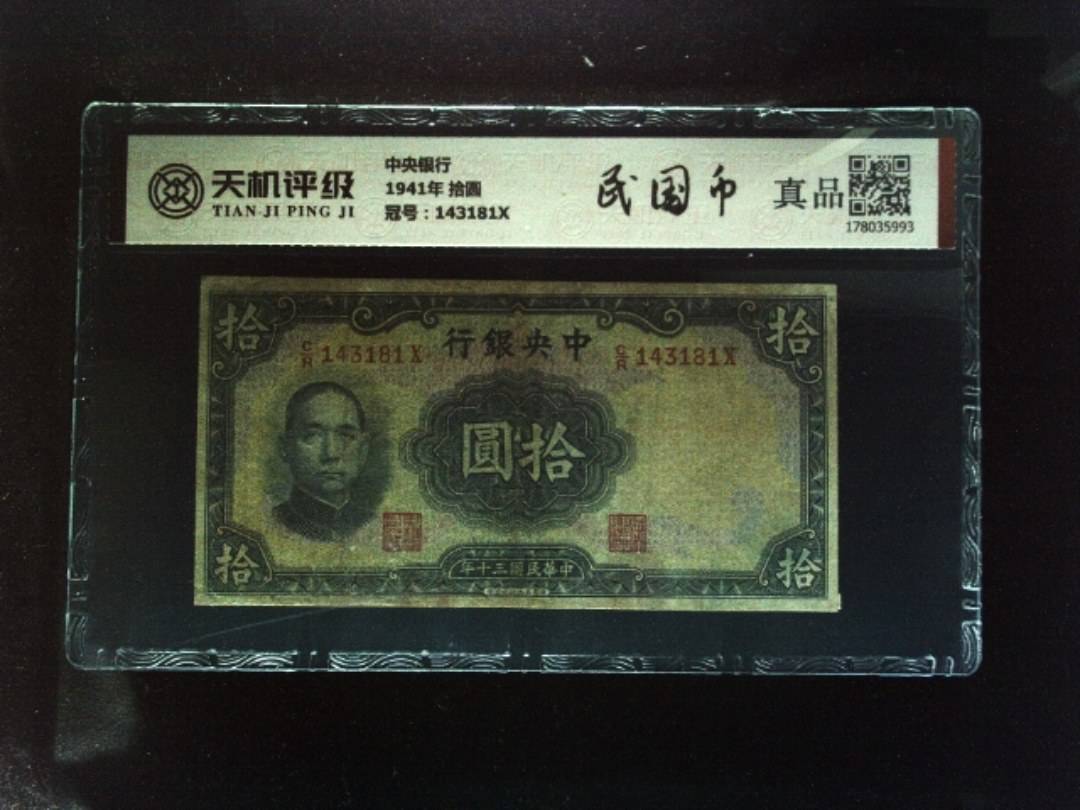 天机评级
TIAN JI PING JI
中央银行
1941年 拾圆
冠号：143181X
民国币
真品
178035993
拾
拾
行銀央中
C/R 143181X
C/R 143181X
圓拾
年十三國民華中
拾
拾